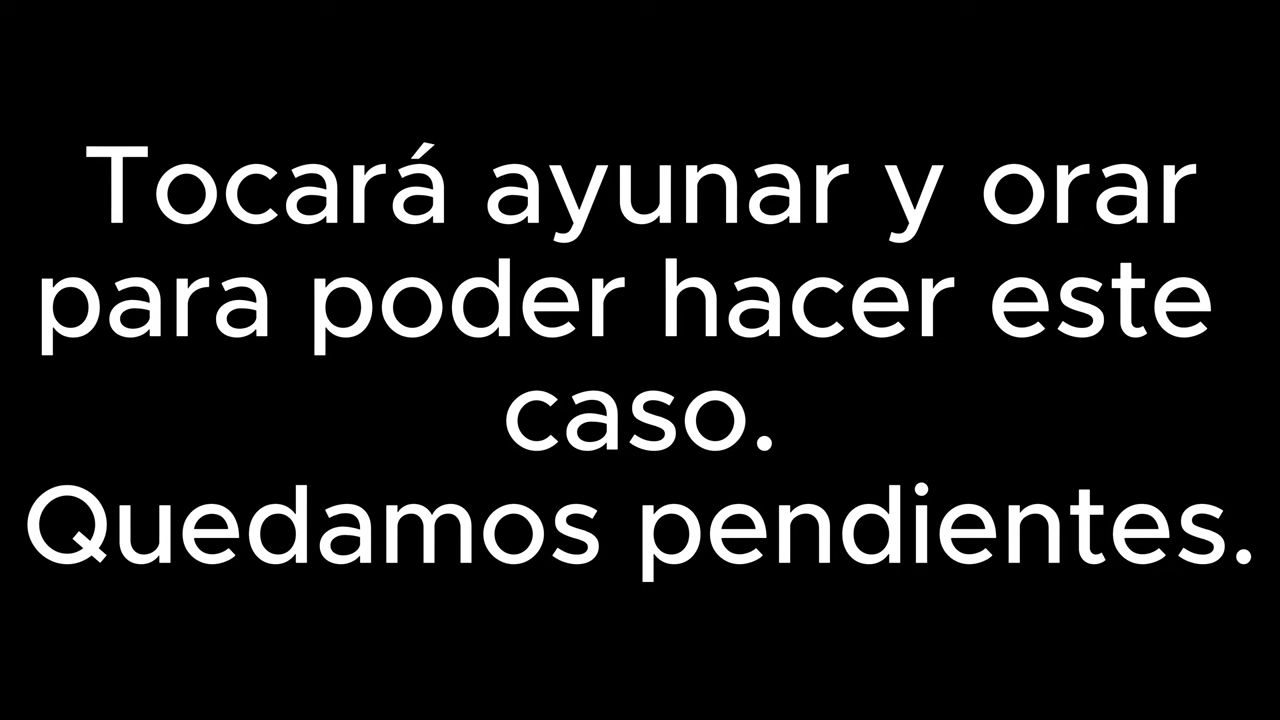 Tocará ayunar y orar
para poder hacer este
caso.
Quedamos pendientes.